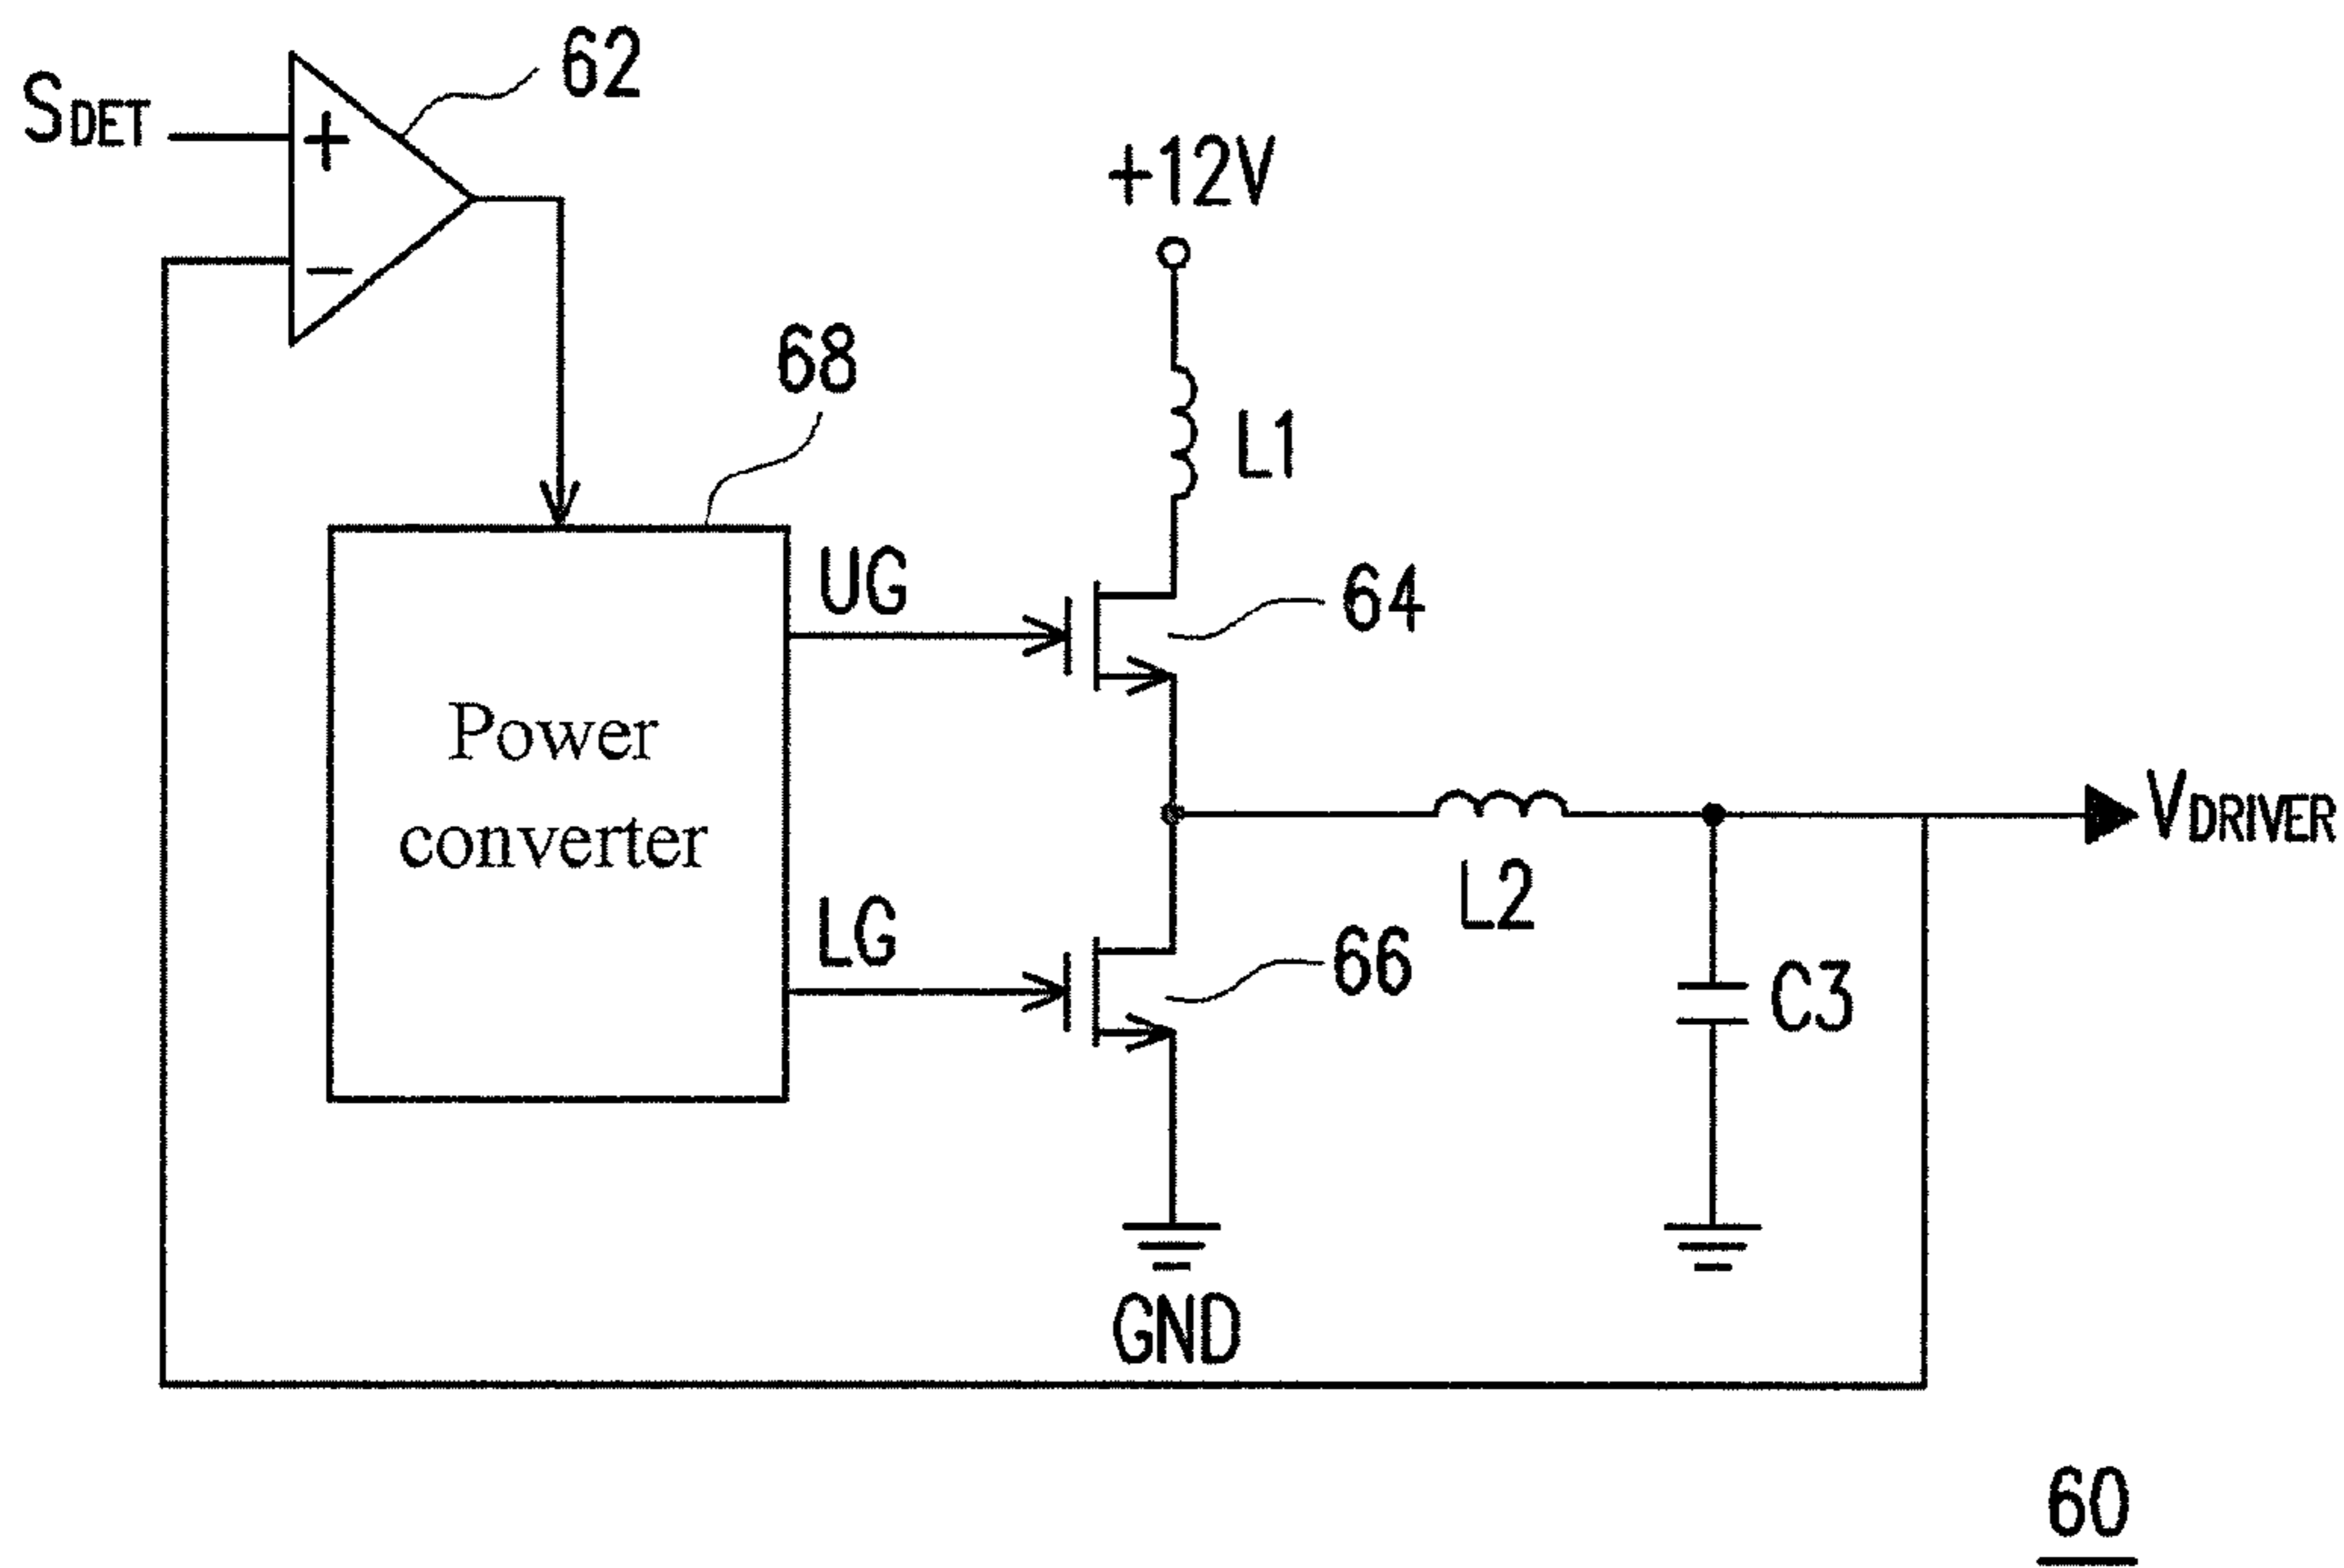 62
SDET
+
−
+12V
68
L1
UG
64
Power
converter
VDRIVER
L2
LG
66
C3
GND
60